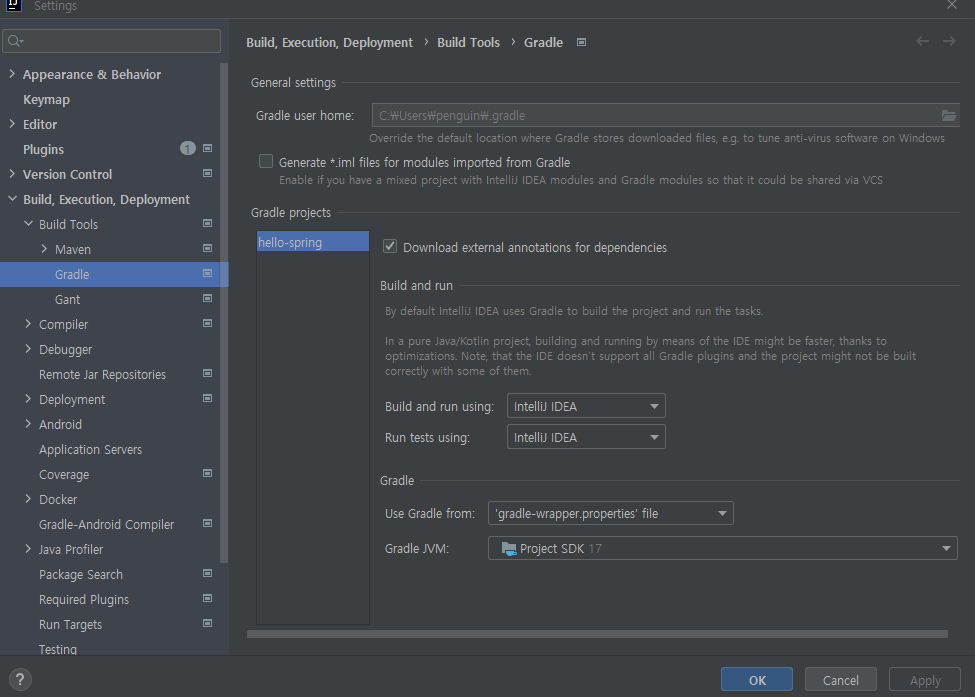 Settings
Build, Execution, Deployment › Build Tools › Gradle
Appearance & Behavior
Keymap
Editor
Plugins 1
Version Control
Build, Execution, Deployment
Build Tools
Maven
Gradle
Gant
Compiler
Debugger
Remote Jar Repositories
Deployment
Android
Application Servers
Coverage
Docker
Gradle-Android Compiler
Java Profiler
Package Search
Required Plugins
Run Targets
Testing
General settings
Gradle user home: C:₩Users₩penguin₩.gradle
Override the default location where Gradle stores downloaded files, e.g. to tune anti-virus software on Windows
Generate *.iml files for modules imported from Gradle
Enable if you have a mixed project with IntelliJ IDEA modules and Gradle modules so that it could be shared via VCS
Gradle projects
hello-spring
Download external annotations for dependencies
Build and run
By default IntelliJ IDEA uses Gradle to build the project and run the tasks.
In a pure Java/Kotlin project, building and running by means of the IDE might be faster, thanks to
optimizations. Note, that the IDE doesn't support all Gradle plugins and the project might not be built
correctly with some of them.
Build and run using: IntelliJ IDEA
Run tests using: IntelliJ IDEA
Gradle
Use Gradle from: 'gradle-wrapper.properties' file
Gradle JVM: Project SDK 17
?
OK
Cancel
Apply